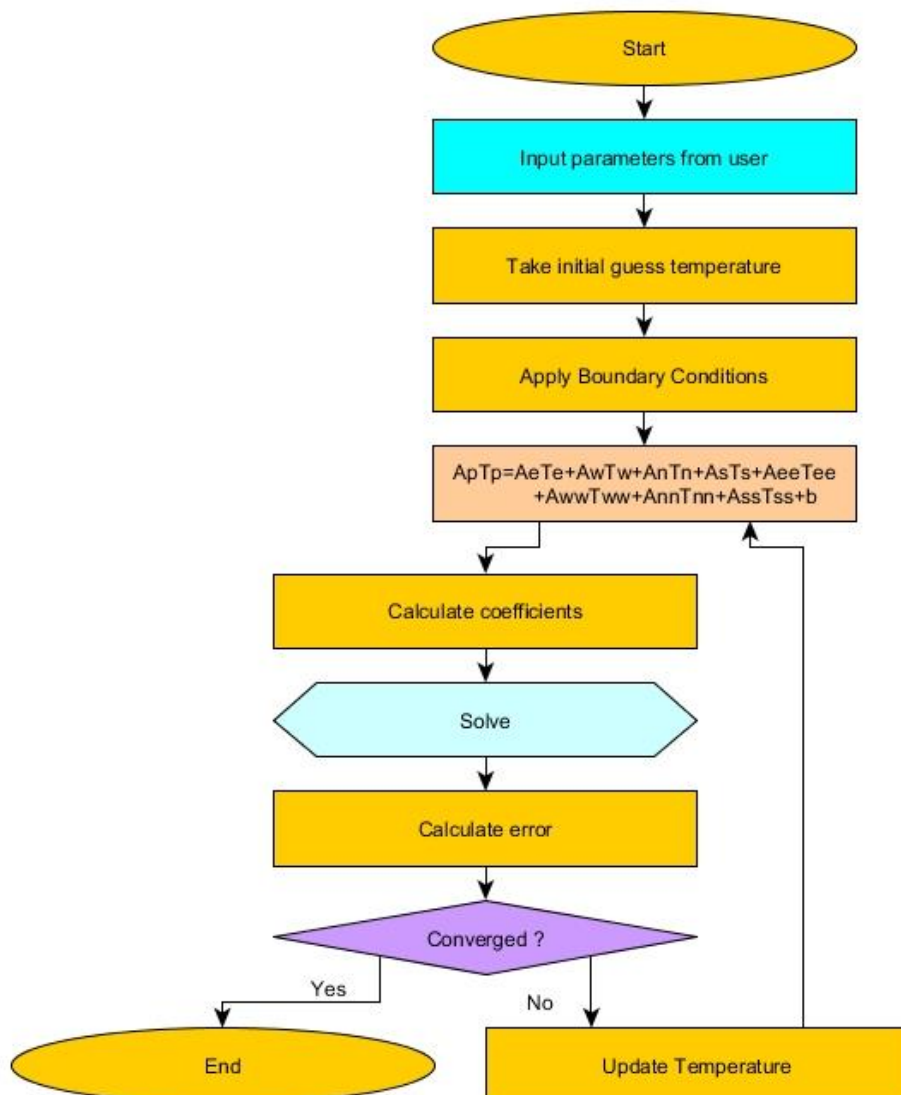 Start
Input parameters from user
Take initial guess temperature
Apply Boundary Conditions
ApTp=AeTe+AwTw+AnTn+AsTs+AeeTee
+AwwTww+AnnTnn+AssTss+b
Calculate coefficients
Solve
Calculate error
Converged ?
Yes
No
End
Update Temperature